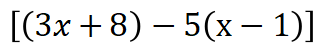 [(3x + 8) − 5(x − 1)]